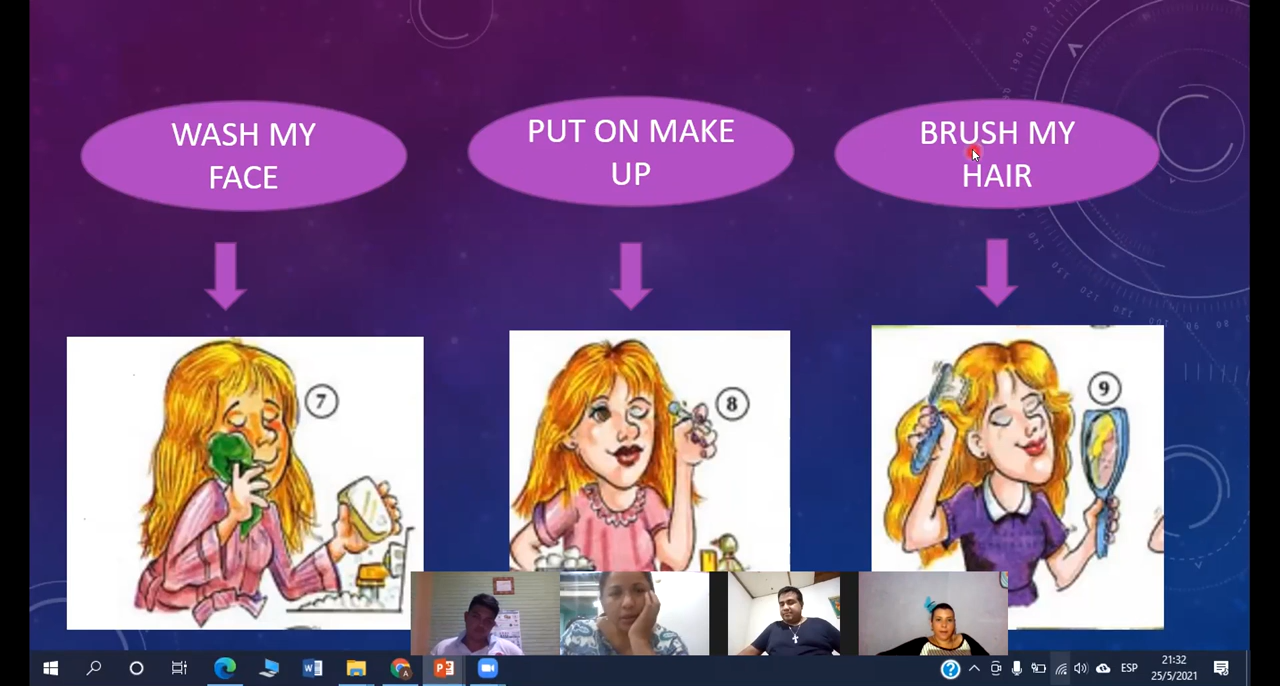 WASH MY
FACE
PUT ON MAKE
UP
BRUSH MY
HAIR
7
8
9
ESP
21:32
25/5/2021